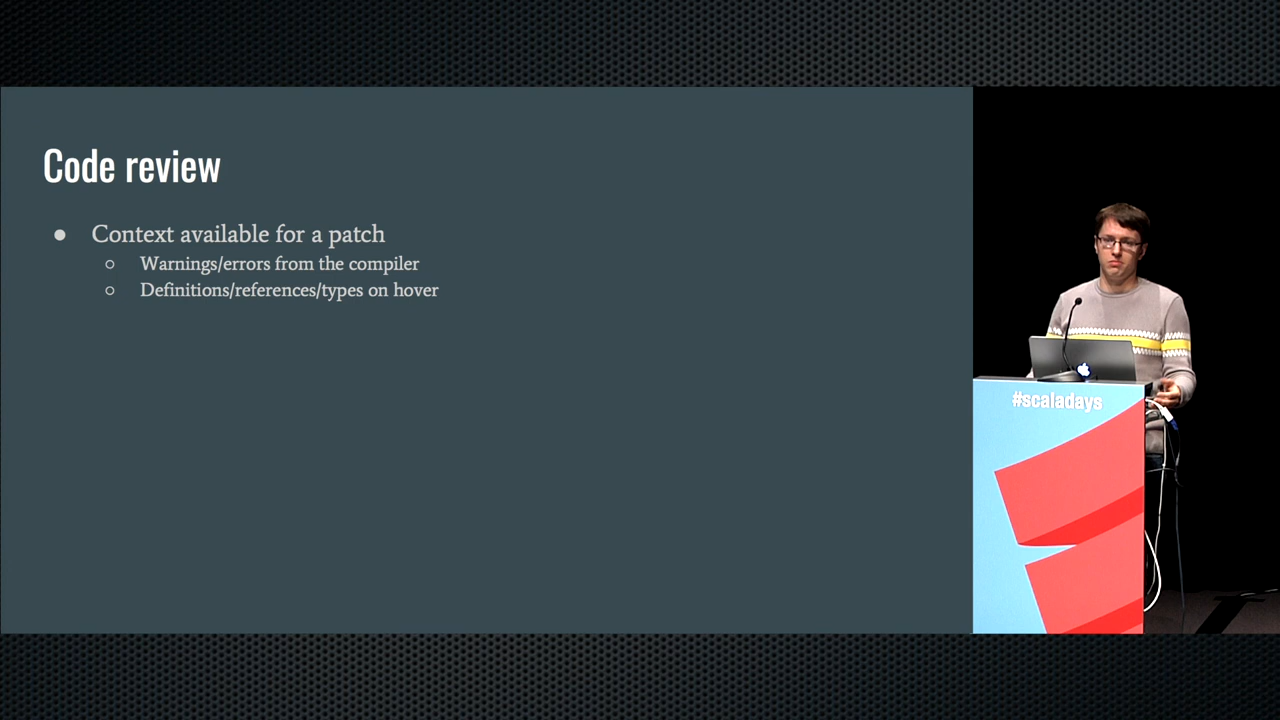 Code review
● Context available for a patch
○ Warnings/errors from the compiler
○ Definitions/references/types on hover
#scaladays